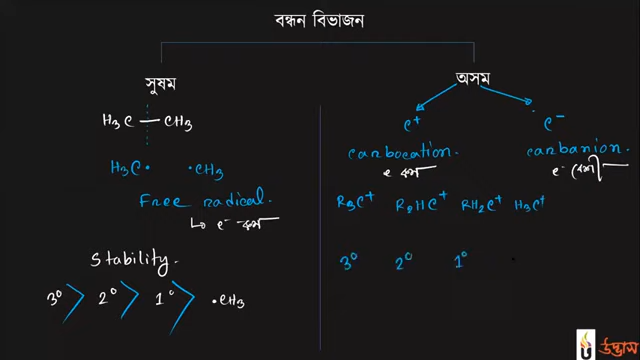 বন্ধন বিভাজন
সুষম
H₃C — CH₃
H₃C• •CH₃
Free radical.
↳ e⁻ কম
Stability.
3° > 2° > 1° > •CH₃
অসম
C⁺ C⁻
carbocation. carbanion.
e কম e⁻ বেশী
R₃C⁺ R₂HC⁺ RH₂C⁺ H₃C⁺
3° 2° 1°
উদ্ভাস